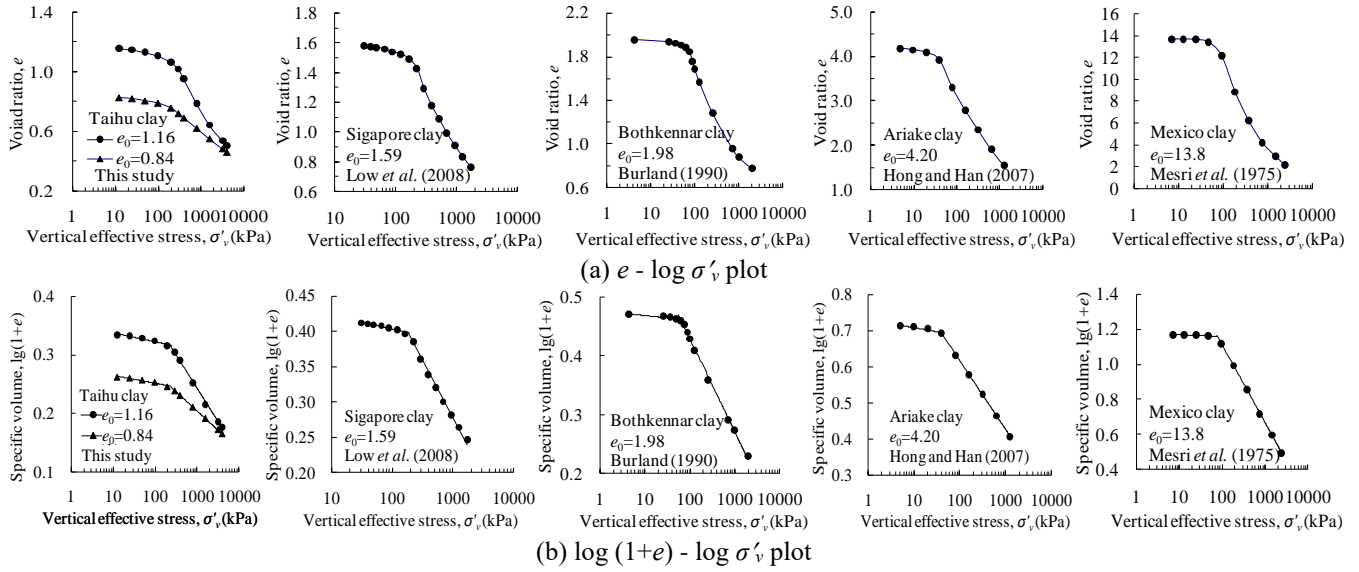 1.4
1.0
0.6
0.2
Voiad ratio, e
Taihu clay
e0=1.16
e0=0.84
This study
1 10 100 1000 10000
Vertical effective stress, σ′v(kPa)
1.8
1.6
1.4
1.2
1.0
0.8
0.6
Void ratio, e
Sigapore clay
e0=1.59
Low et al. (2008)
10 100 1000 10000
Vertical effective stress, σ′v(kPa)
2.2
1.8
1.4
1.0
0.6
Void ratio, e
Bothkennar clay
e0=1.98
Burland (1990)
1 10 100 1000 10000
Vertical effective stress, σ′v(kPa)
5.0
4.0
3.0
2.0
1.0
Void ratio, e
Ariake clay
e0=4.20
Hong and Han (2007)
1 10 100 1000 10000
Vertical effective stress, σ′v(kPa)
16
14
12
10
8
6
4
2
0
Void ratio, e
Mexico clay
e0=13.8
Mesri et al. (1975)
1 10 100 1000 10000
Vertical effective stress, σ′v(kPa)
(a) e - log σ′v plot
0.4
0.3
0.2
0.1
Specific volume, lg(1+e)
Taihu clay
e0=1.16
e0=0.84
This study
1 10 100 1000 10000
Vertical effective stress, σ′v(kPa)
0.45
0.40
0.35
0.30
0.25
0.20
Specific volume, lg(1+e)
Sigapore clay
e0=1.59
Low et al. (2008)
10 100 1000 10000
Vertical effective stress, σ′v(kPa)
0.5
0.4
0.3
0.2
Specific volume, lg(1+e)
Bothkennar clay
e0=1.98
Burland (1990)
1 10 100 1000 10000
Vertical effective stress, σ′v(kPa)
0.8
0.7
0.6
0.5
0.4
0.3
Specific volume, lg(1+e)
Ariake clay
e0=4.20
Hong and Han (2007)
1 10 100 1000 10000
Vertical effective stress, σ′v(kPa)
1.4
1.2
1.0
0.8
0.6
0.4
Specific voulme, lg(1+e)
Mexico clay
e0=13.8
Mesri et al. (1975)
1 10 100 1000 10000
Vertical effective stress, σ′v(kPa)
(b) log (1+e) - log σ′v plot